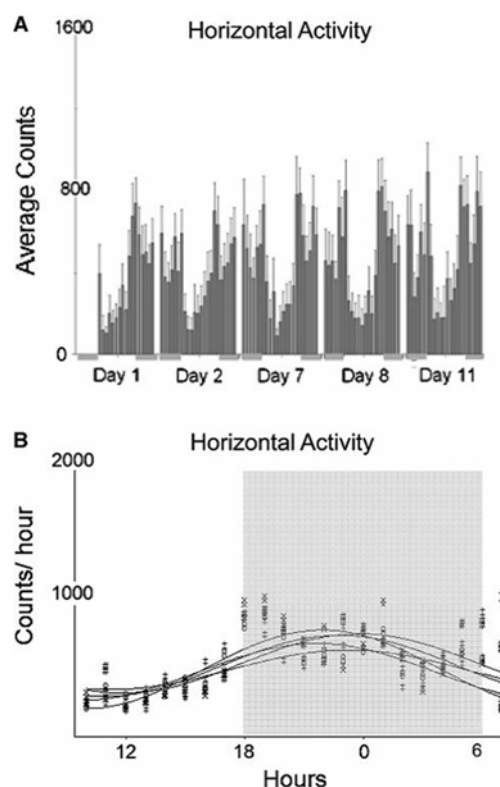 A
Horizontal Activity
1600
800
0
Average Counts
Day 1 Day 2 Day 7 Day 8 Day 11
B
Horizontal Activity
2000
1000
Counts/ hour
12 18 0 6
Hours